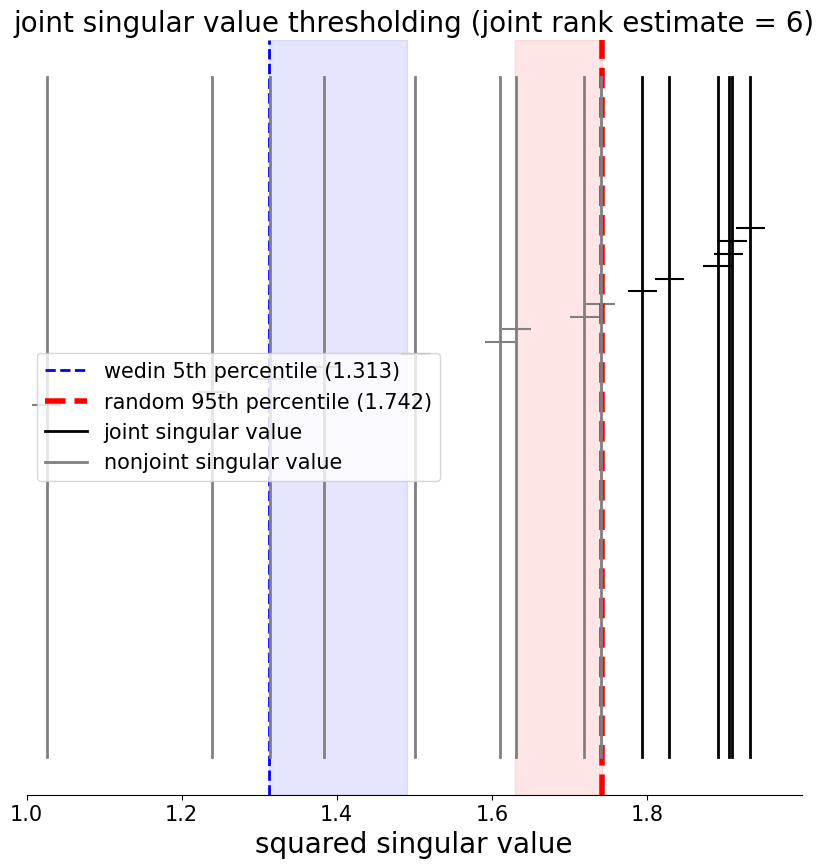 joint singular value thresholding (joint rank estimate = 6)
wedin 5th percentile (1.313)
random 95th percentile (1.742)
joint singular value
nonjoint singular value
1.0 1.2 1.4 1.6 1.8
squared singular value